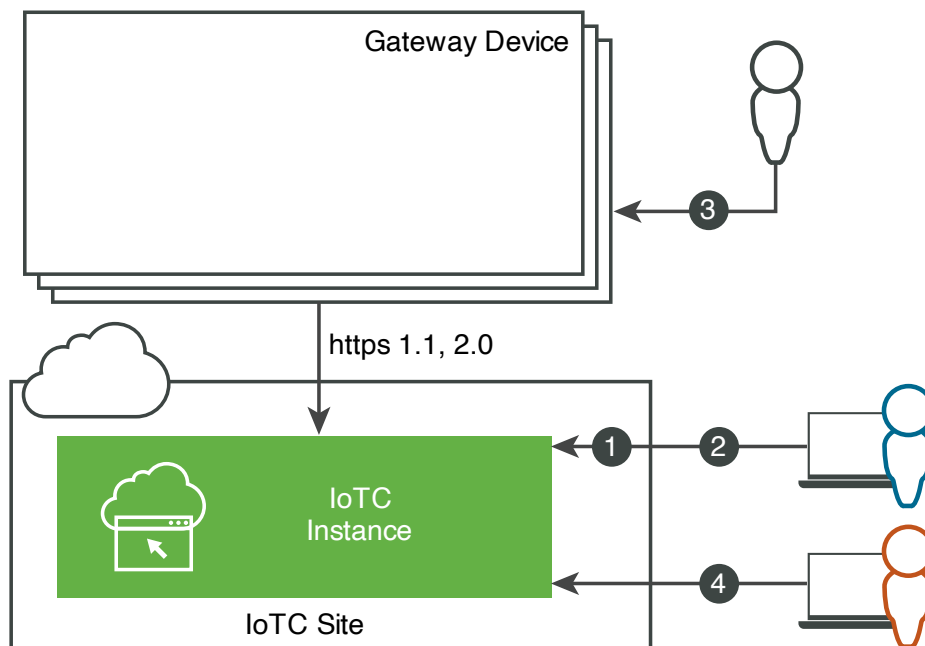 Gateway Device
3
https 1.1, 2.0
1
2
IoTC
Instance
4
IoTC Site